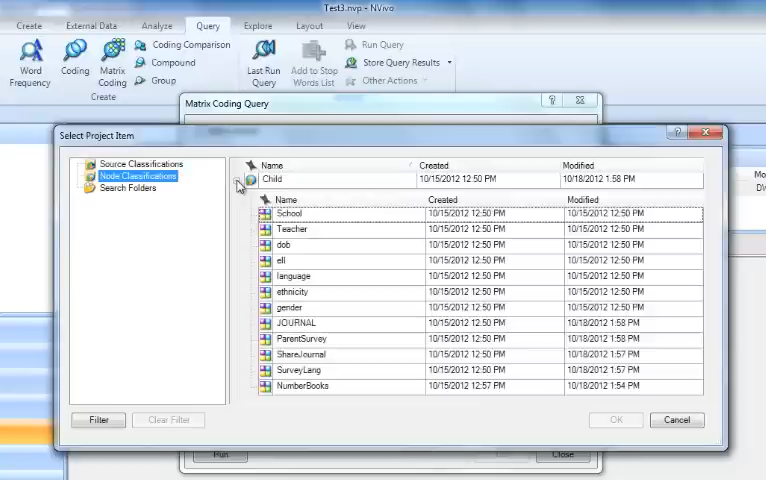 Test3.nvp - NVivo
Create External Data Analyze Query Explore Layout View
Word Frequency
Coding
Matrix Coding
Coding Comparison
Compound
Group
Create
Last Run Query
Add to Stop Words List
Run Query
Store Query Results
Other Actions
Matrix Coding Query
Select Project Item
Source Classifications
Node Classifications
Search Folders
Name Created Modified
Child 10/15/2012 12:50 PM 10/18/2012 1:58 PM
Name Created Modified
School 10/15/2012 12:50 PM 10/15/2012 12:50 PM
Teacher 10/15/2012 12:50 PM 10/15/2012 12:50 PM
dob 10/15/2012 12:50 PM 10/15/2012 12:50 PM
ell 10/15/2012 12:50 PM 10/15/2012 12:50 PM
language 10/15/2012 12:50 PM 10/15/2012 12:50 PM
ethnicity 10/15/2012 12:50 PM 10/15/2012 12:50 PM
gender 10/15/2012 12:50 PM 10/15/2012 12:50 PM
JOURNAL 10/15/2012 12:50 PM 10/18/2012 1:58 PM
ParentSurvey 10/15/2012 12:50 PM 10/18/2012 1:58 PM
ShareJournal 10/15/2012 12:50 PM 10/18/2012 1:57 PM
SurveyLang 10/15/2012 12:50 PM 10/18/2012 1:57 PM
NumberBooks 10/15/2012 12:57 PM 10/18/2012 1:54 PM
Filter Clear Filter OK Cancel
Run Close